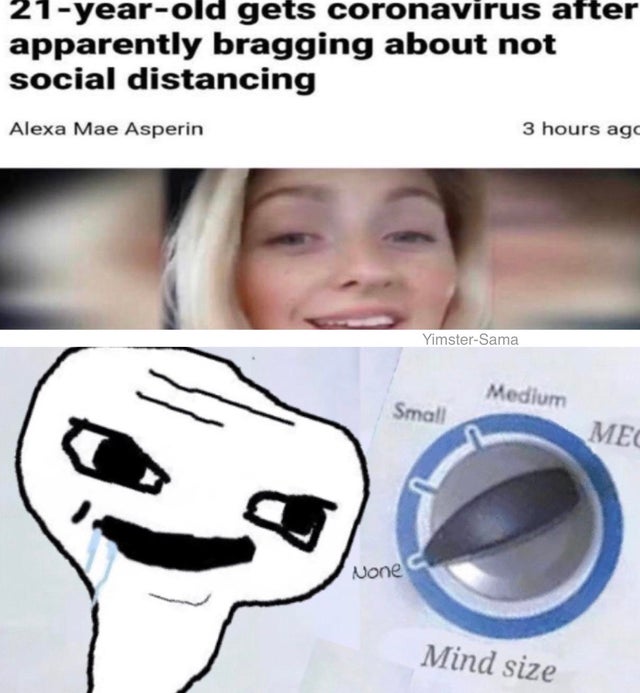 21-year-old gets coronavirus after
apparently bragging about not
social distancing
Alexa Mae Asperin
3 hours ago
Yimster-Sama
Small
Medium
None
Mind size